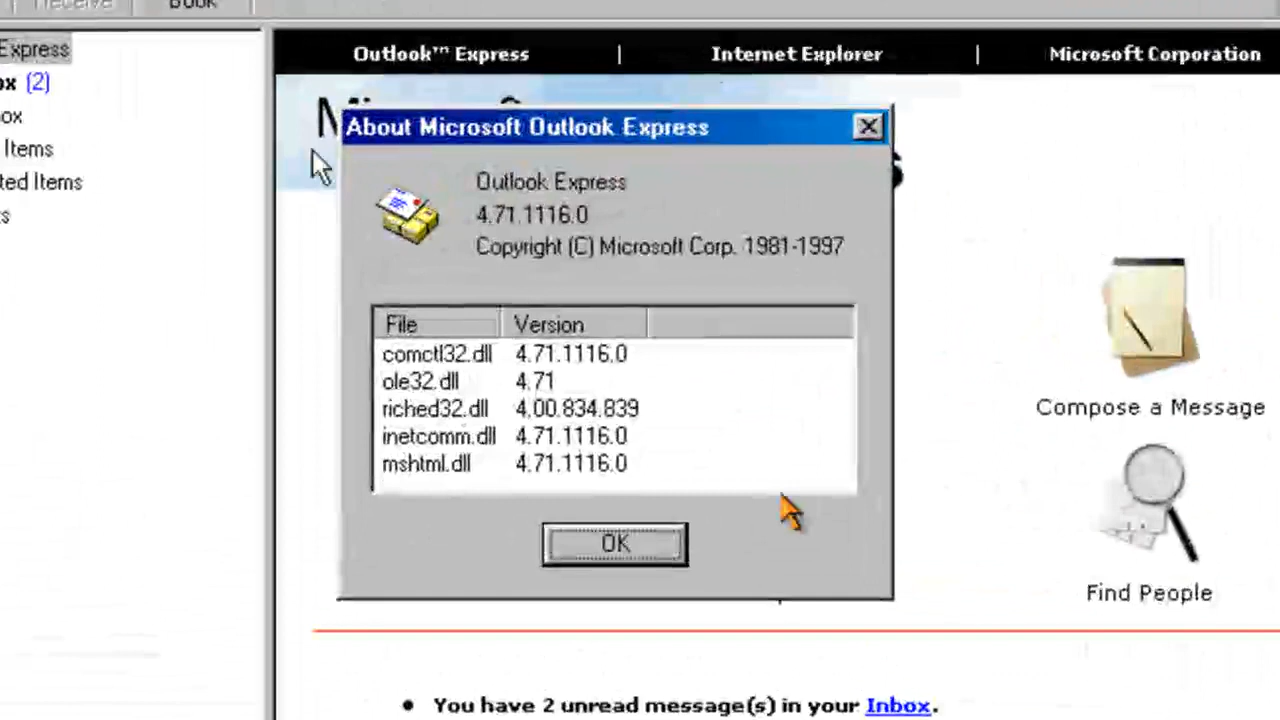 Receive
Book
Express
Outlook™ Express | Internet Explorer | Microsoft Corporation
(2)
Items
ted Items
About Microsoft Outlook Express
Outlook Express
4.71.1116.0
Copyright (C) Microsoft Corp. 1981-1997
File Version
comctl32.dll 4.71.1116.0
ole32.dll 4.71
riched32.dll 4.00.834.839
inetcomm.dll 4.71.1116.0
mshtml.dll 4.71.1116.0
OK
Compose a Message
Find People
• You have 2 unread message(s) in your Inbox.